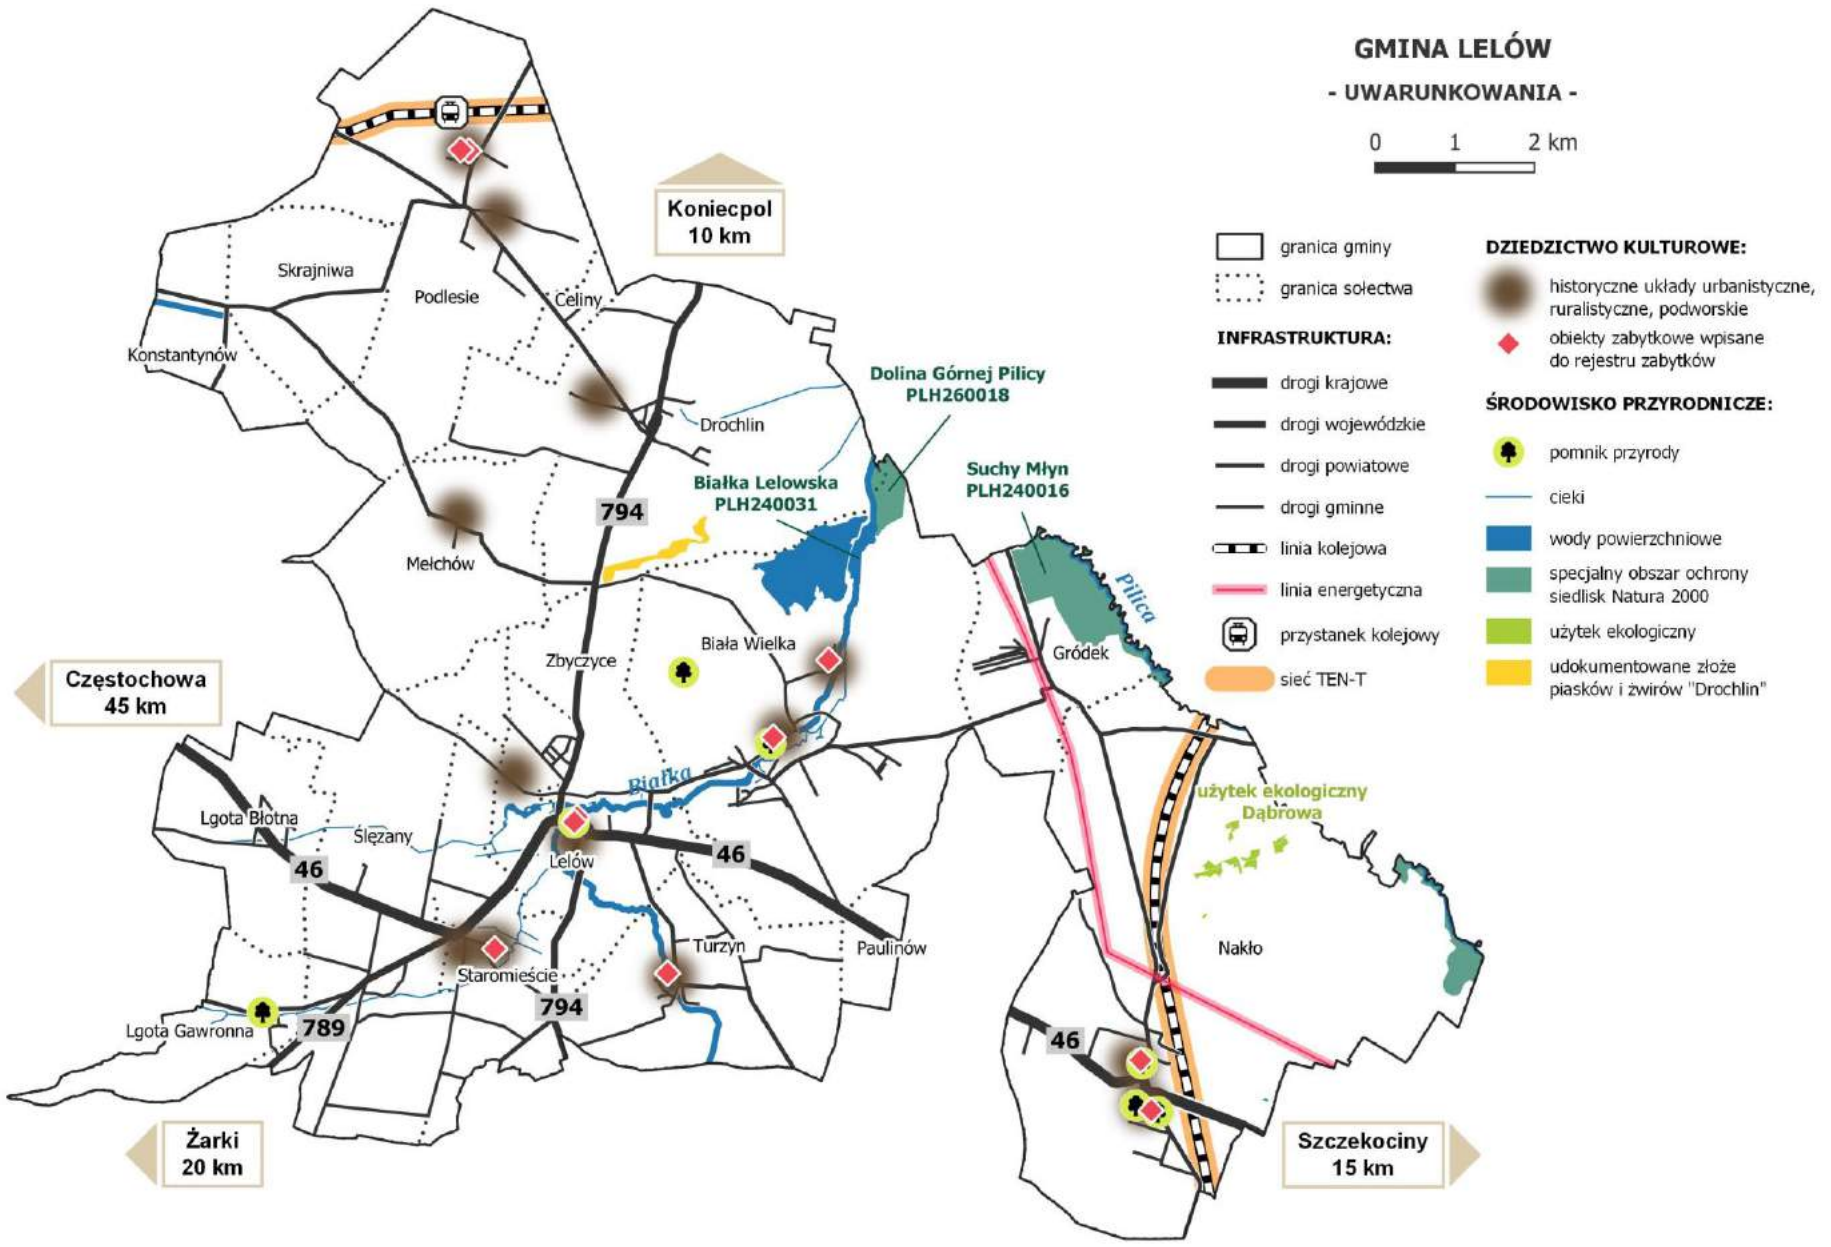 GMINA LELÓW
- UWARUNKOWANIA -
0 1 2 km
Koniecpol
10 km
Częstochowa
45 km
Żarki
20 km
Szczekociny
15 km
Skrajniwa
Podlesie
Celiny
Konstantynów
Drochlin
Dolina Górnej Pilicy
PLH260018
Białka Lelowska
PLH240031
Suchy Młyn
PLH240016
794
Mełchów
Pilica
Biała Wielka
Zbyczyce
Gródek
Białka
użytek ekologiczny
Dąbrowa
Lgota Błotna
Ślęzany
46
Lelów
46
Turzyn
Paulinów
Nakło
Staromieście
794
789
Lgota Gawronna
46
granica gminy
granica sołectwa
INFRASTRUKTURA:
drogi krajowe
drogi wojewódzkie
drogi powiatowe
drogi gminne
linia kolejowa
linia energetyczna
przystanek kolejowy
sieć TEN-T
DZIEDZICTWO KULTUROWE:
historyczne układy urbanistyczne,
ruralistyczne, podworskie
obiekty zabytkowe wpisane
do rejestru zabytków
ŚRODOWISKO PRZYRODNICZE:
pomnik przyrody
cieki
wody powierzchniowe
specjalny obszar ochrony
siedlisk Natura 2000
użytek ekologiczny
udokumentowane złoże
piasków i żwirów "Drochlin"